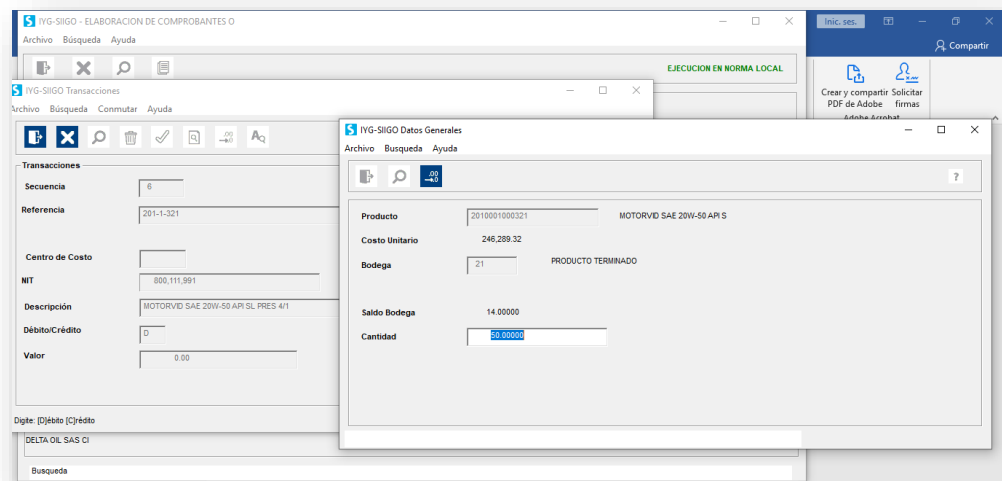 IYG-SIIGO - ELABORACION DE COMPROBANTES O
Inic. ses.
Archivo Búsqueda Ayuda
Compartir
EJECUCION EN NORMA LOCAL
Crear y compartir Solicitar
PDF de Adobe firmas
Adobe Acrobat
IYG-SIIGO Transacciones
Archivo Búsqueda Conmutar Ayuda
Transacciones
Secuencia 6
Referencia 201-1-321
Centro de Costo
NIT 800,111,991
Descripción MOTORVID SAE 20W-50 API SL PRES 4/1
Débito/Crédito D
Valor 0.00
Digite: [D]ébito [C]rédito
IYG-SIIGO Datos Generales
Archivo Busqueda Ayuda
?
Producto 2010001000321 MOTORVID SAE 20W-50 API S
Costo Unitario 246,289.32
Bodega 21 PRODUCTO TERMINADO
Saldo Bodega 14.00000
Cantidad 50.00000
DELTA OIL SAS CI
Busqueda